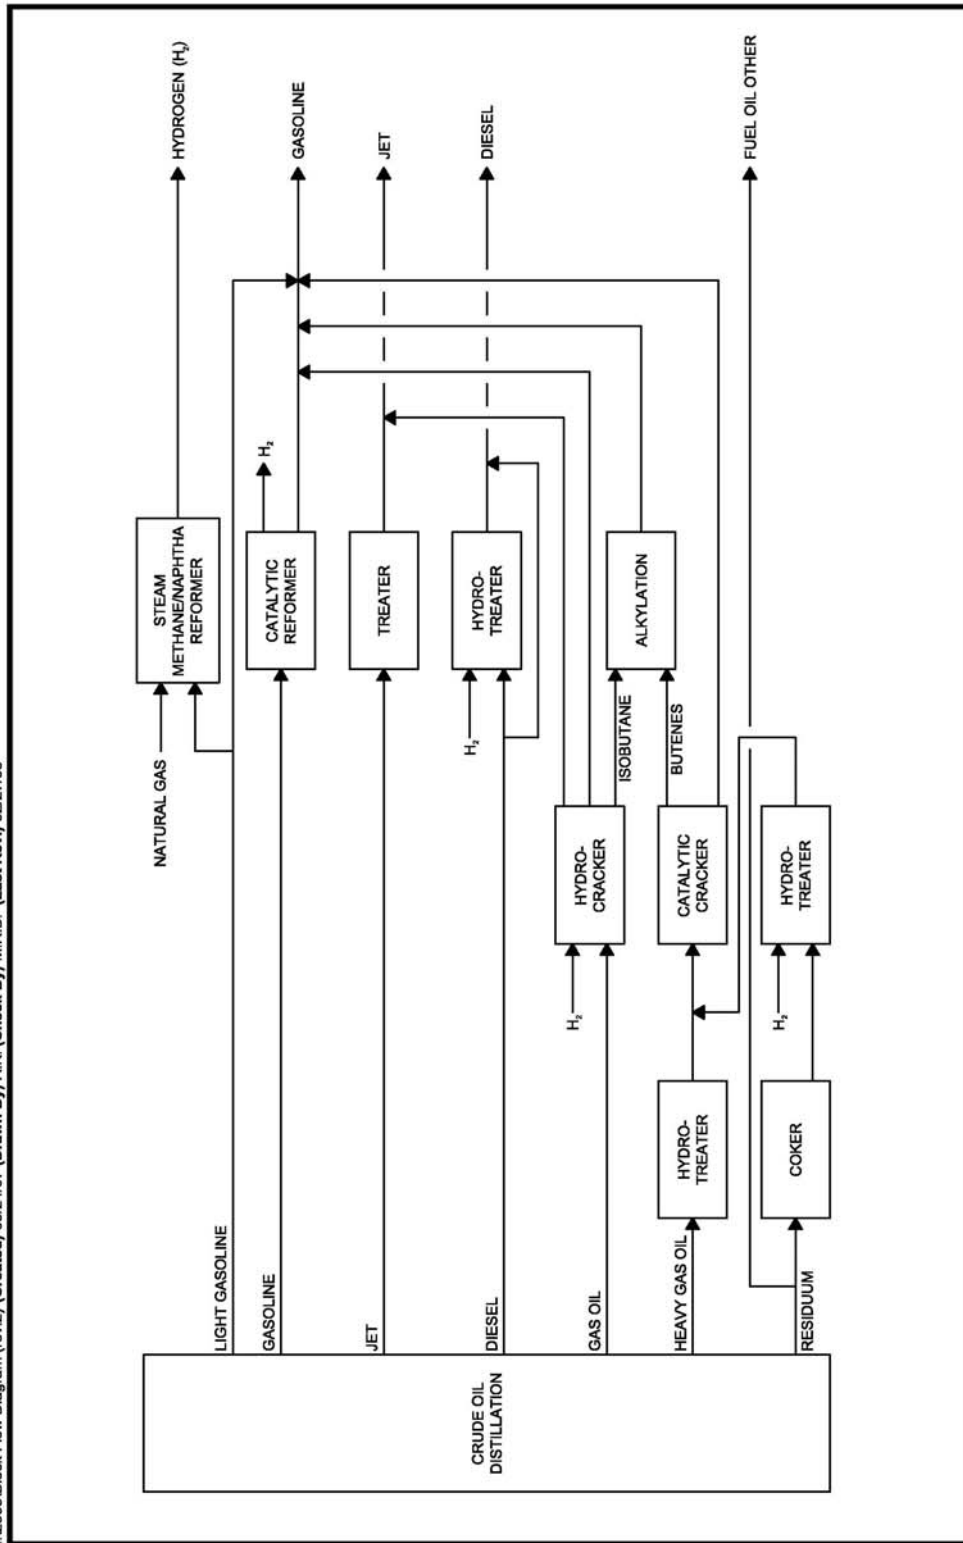 HYDROGEN (H₂)
GASOLINE
JET
DIESEL
FUEL OIL OTHER
H₂
STEAM
METHANE/NAPHTHA
REFORMER
CATALYTIC
REFORMER
TREATER
HYDRO-
TREATER
ALKYLATION
NATURAL GAS
H₂
ISOBUTANE
BUTENES
HYDRO-
CRACKER
CATALYTIC
CRACKER
HYDRO-
TREATER
H₂
H₂
HYDRO-
TREATER
COKER
LIGHT GASOLINE
GASOLINE
JET
DIESEL
GAS OIL
HEAVY GAS OIL
RESIDUUM
CRUDE OIL
DISTILLATION